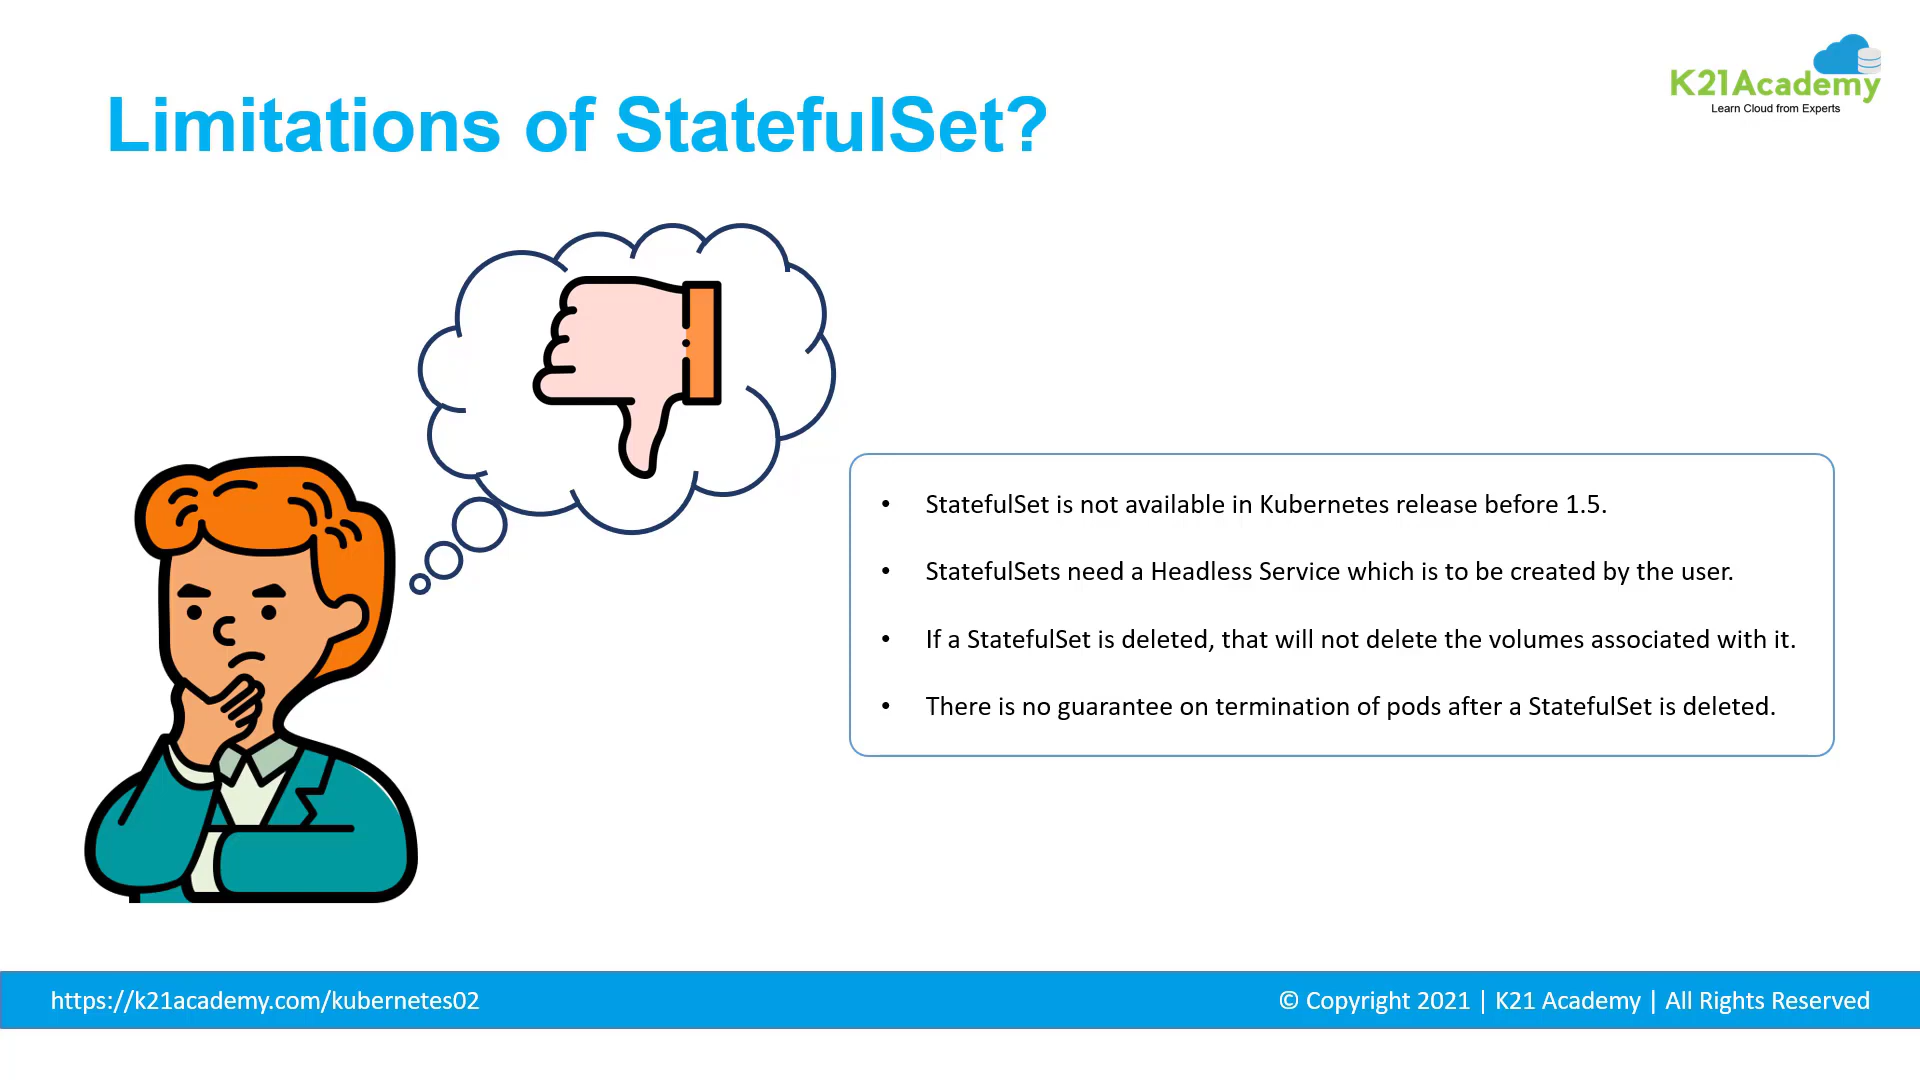 K21Academy
Learn Cloud from Experts
Limitations of StatefulSet?
• StatefulSet is not available in Kubernetes release before 1.5.
• StatefulSets need a Headless Service which is to be created by the user.
• If a StatefulSet is deleted, that will not delete the volumes associated with it.
• There is no guarantee on termination of pods after a StatefulSet is deleted.
https://k21academy.com/kubernetes02
© Copyright 2021 | K21 Academy | All Rights Reserved